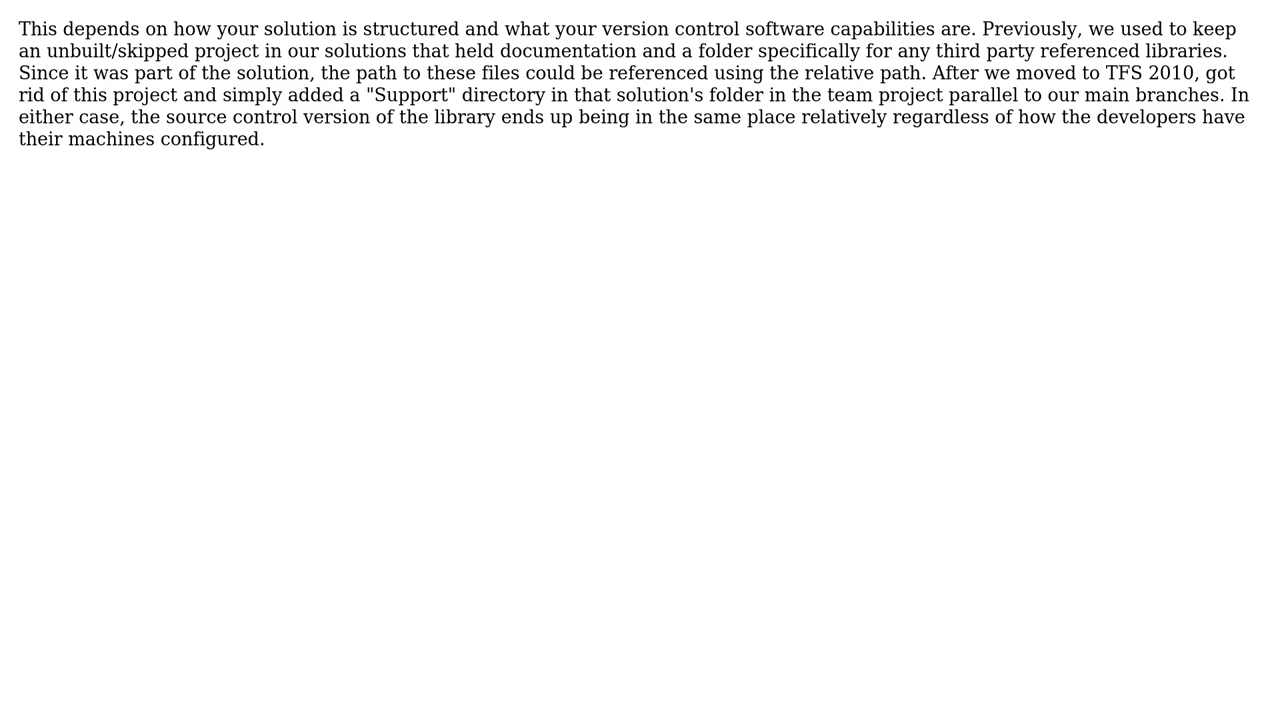 This depends on how your solution is structured and what your version control software capabilities are. Previously, we used to keep
an unbuilt/skipped project in our solutions that held documentation and a folder specifically for any third party referenced libraries.
Since it was part of the solution, the path to these files could be referenced using the relative path. After we moved to TFS 2010, got
rid of this project and simply added a "Support" directory in that solution's folder in the team project parallel to our main branches. In
either case, the source control version of the library ends up being in the same place relatively regardless of how the developers have
their machines configured.